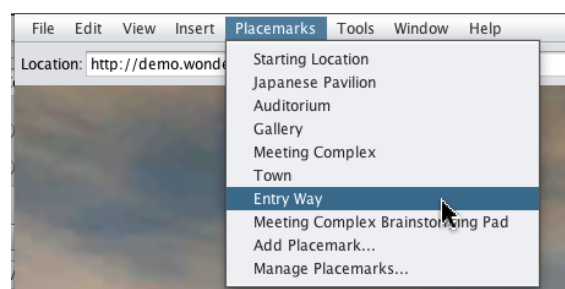 File Edit View Insert Placemarks Tools Window Help
Location: http://demo.wonde
Starting Location
Japanese Pavilion
Auditorium
Gallery
Meeting Complex
Town
Entry Way
Meeting Complex Brainstorming Pad
Add Placemark...
Manage Placemarks...